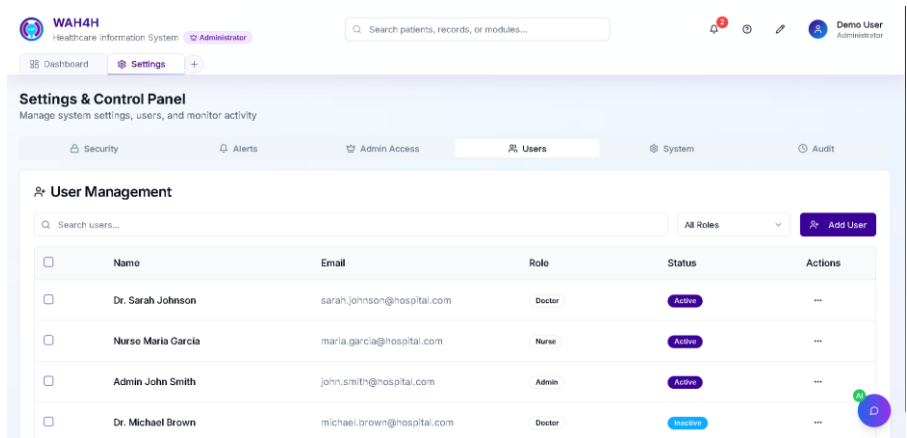 WAH4H
Healthcare Information System Administrator
Search patients, records, or modules...
2
Demo User
Administrator
Dashboard Settings +
Settings & Control Panel
Manage system settings, users, and monitor activity
Security Alerts Admin Access Users System Audit
User Management
Search users... All Roles Add User
Name Email Role Status Actions
Dr. Sarah Johnson sarah.johnson@hospital.com Doctor Active ...
Nurse Maria Garcia maria.garcia@hospital.com Nurse Active ...
Admin John Smith john.smith@hospital.com Admin Active ...
AI
Dr. Michael Brown michael.brown@hospital.com Doctor Inactive ...